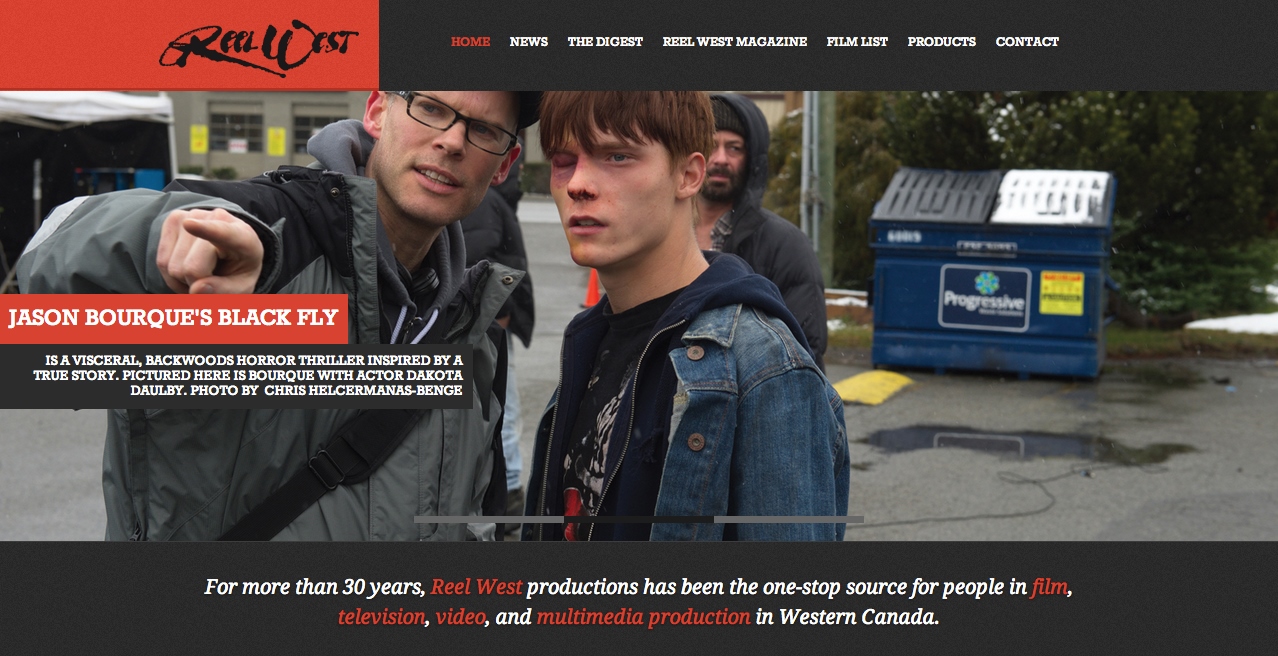 Reel West
HOME NEWS THE DIGEST REEL WEST MAGAZINE FILM LIST PRODUCTS CONTACT
Progressive
JASON BOURQUE'S BLACK FLY
IS A VISCERAL, BACKWOODS HORROR THRILLER INSPIRED BY A
TRUE STORY. PICTURED HERE IS BOURQUE WITH ACTOR DAKOTA
DAULBY. PHOTO BY CHRIS HELCERMANAS-BENGE
For more than 30 years, Reel West productions has been the one-stop source for people in film,
television, video, and multimedia production in Western Canada.